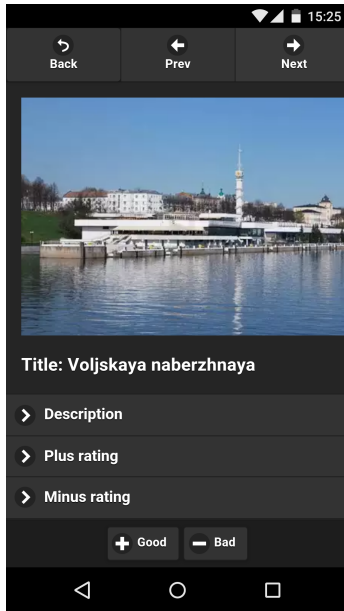 15:25
Back
Prev
Next
Title: Voljskaya naberzhnaya
Description
Plus rating
Minus rating
Good
Bad